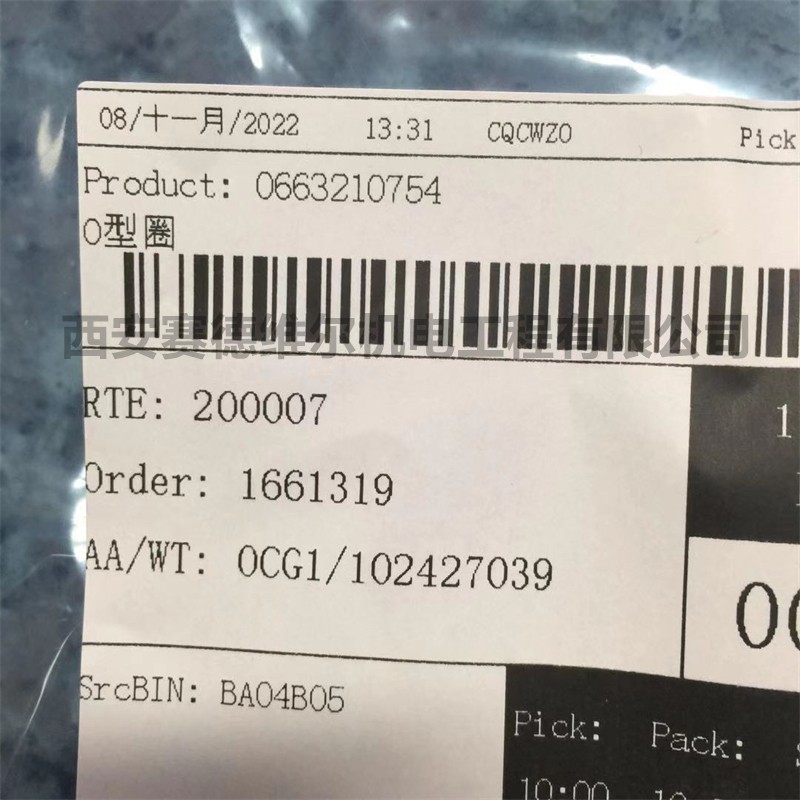 08/十一月/2022 13:31 CQCWZO Pick
Product: 0663210754
O型圈
西安赛德维尔机电工程有限公司
RTE: 200007
Order: 1661319
AA/WT: OCG1/102427039
SrcBIN: BA04B05
Pick: Pack:
10:00